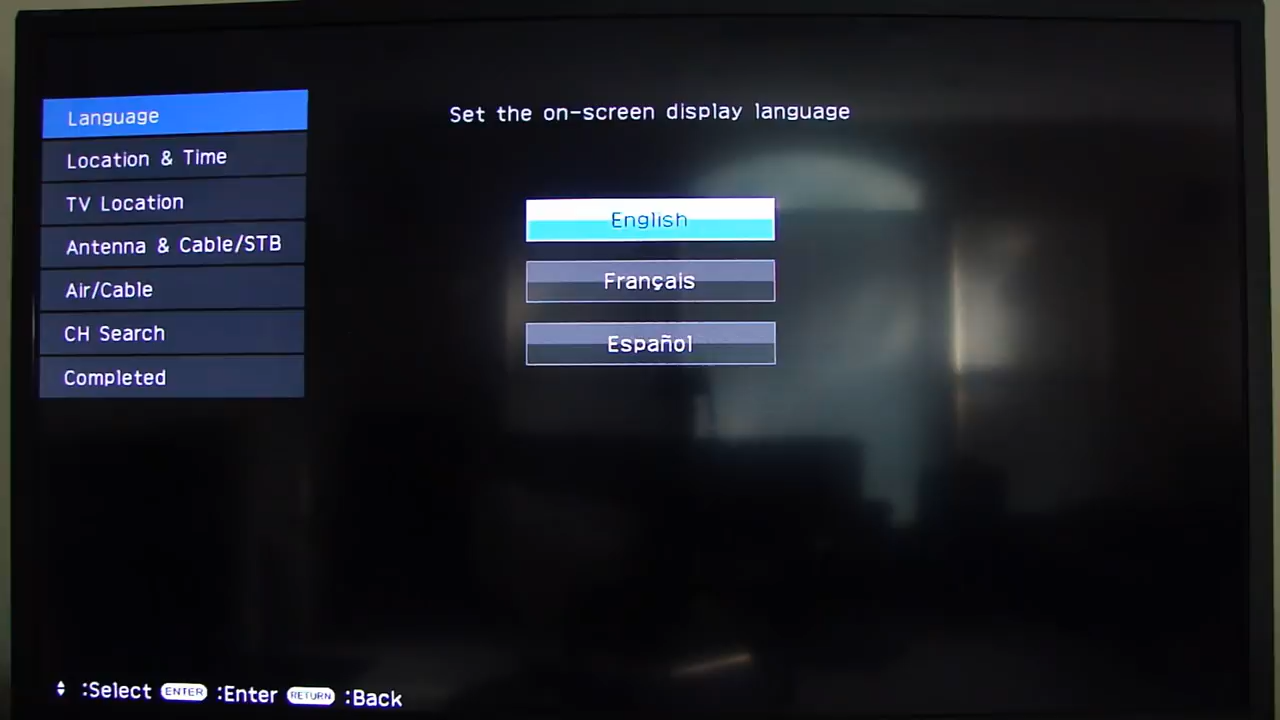 Language
Location & Time
TV Location
Antenna & Cable/STB
Air/Cable
CH Search
Completed
Set the on-screen display language
English
Français
Español
:Select ENTER :Enter RETURN :Back